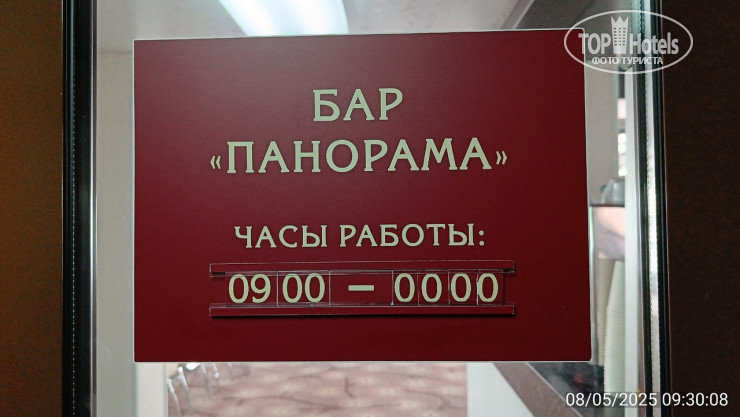 TOP Hotels
ФОТО ТУРИСТА
БАР
«ПАНОРАМА»
ЧАСЫ РАБОТЫ:
09 00 – 00 00
08/05/2025 09:30:08